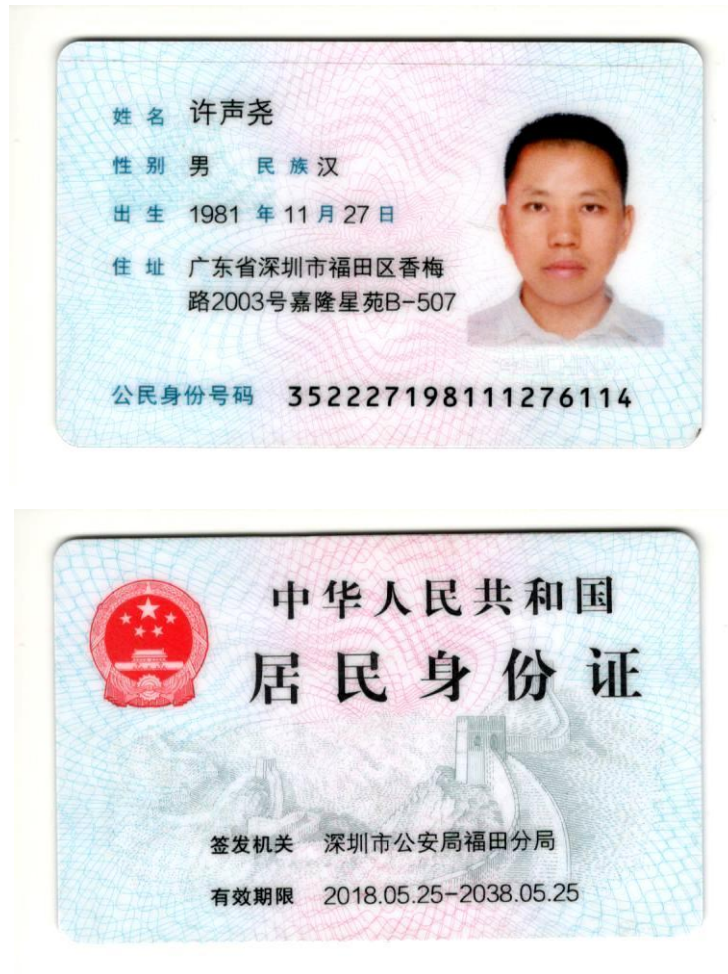 姓名 许声尧
性别 男 民族 汉
出生 1981 年 11 月 27 日
住址 广东省深圳市福田区香梅
路2003号嘉隆星苑B-507
公民身份号码 352227198111276114
中华人民共和国
居民身份证
签发机关 深圳市公安局福田分局
有效期限 2018.05.25-2038.05.25